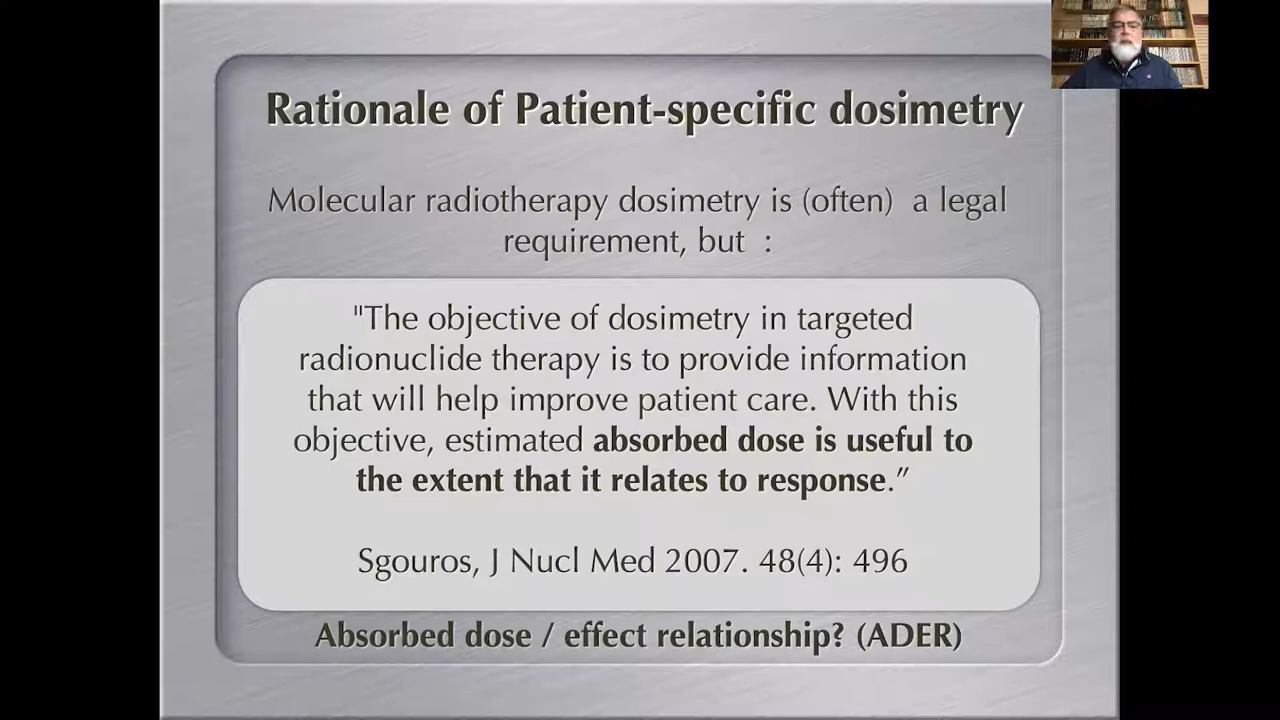 Rationale of Patient-specific dosimetry
Molecular radiotherapy dosimetry is (often) a legal
requirement, but :
"The objective of dosimetry in targeted
radionuclide therapy is to provide information
that will help improve patient care. With this
objective, estimated absorbed dose is useful to
the extent that it relates to response.”
Sgouros, J Nucl Med 2007. 48(4): 496
Absorbed dose / effect relationship? (ADER)